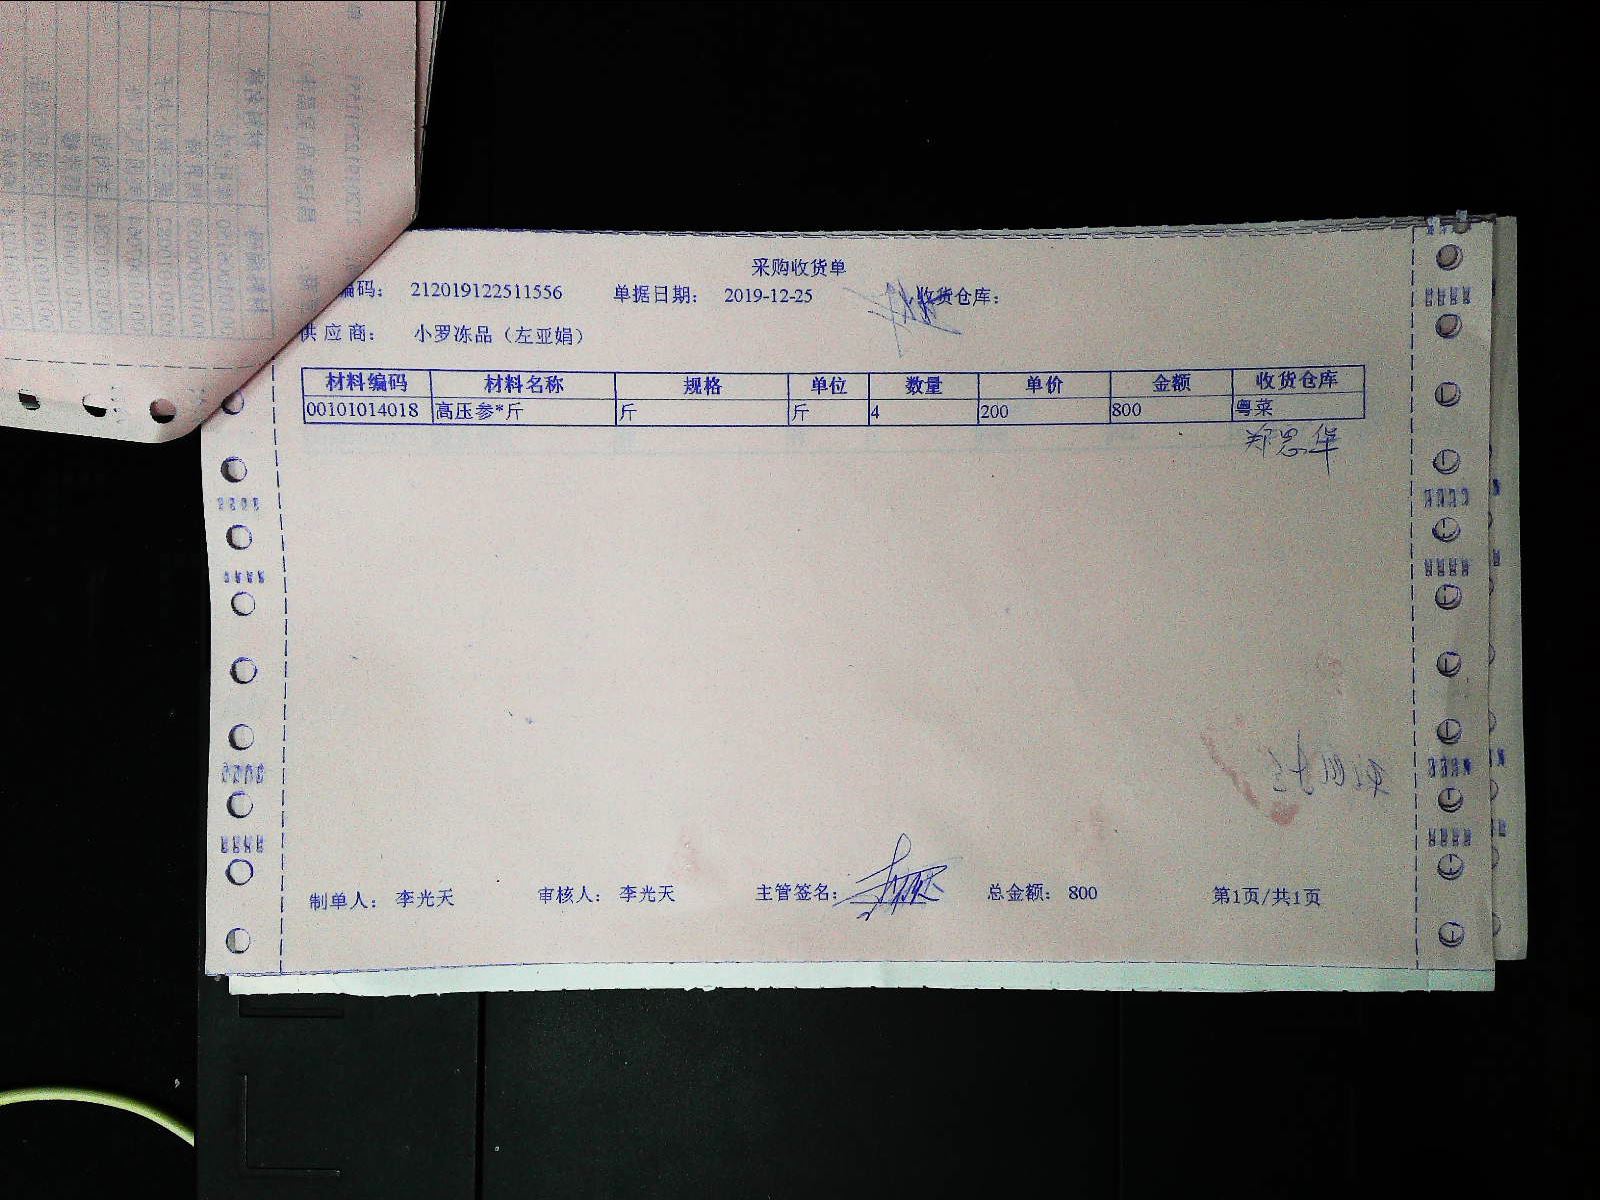 采购收货单
编码： 212019122511556 单据日期： 2019-12-25 收货仓库：
供应商： 小罗冻品（左亚娟）
材料编码 材料名称 规格 单位 数量 单价 金额 收货仓库
00101014018 高压参*斤 斤 斤 4 200 800 粤菜
郑思华
制单人： 李光天 审核人： 李光天 主管签名： 总金额： 800 第1页/共1页